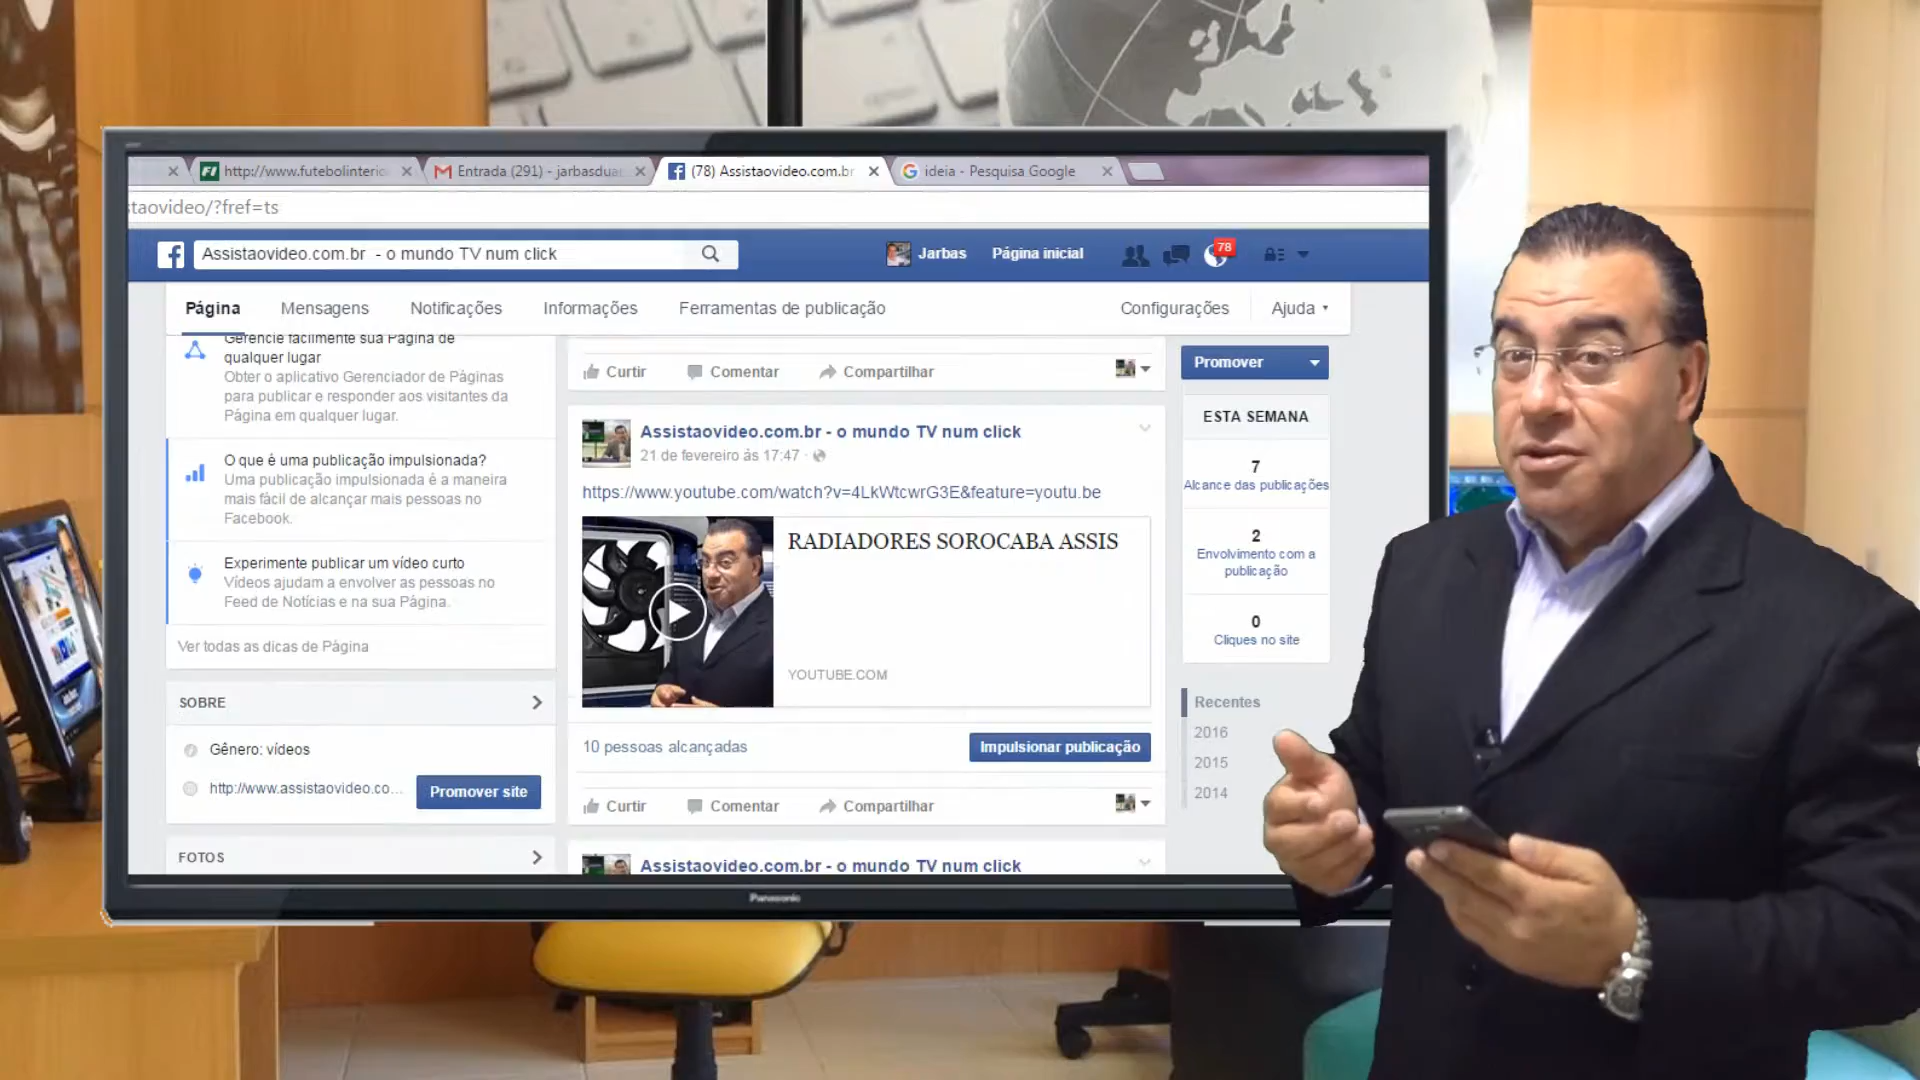 http://www.futebolinterio
Entrada (291) - jarbasdua
(78) Assistaovideo.com.br
ideia - Pesquisa Google
staovideo/?fref=ts
Assistaovideo.com.br - o mundo TV num click
Jarbas
Página inicial
78
Página
Mensagens
Notificações
Informações
Ferramentas de publicação
Configurações
Ajuda
Gerencie facilmente sua Página de
qualquer lugar
Obter o aplicativo Gerenciador de Páginas
para publicar e responder aos visitantes da
Página em qualquer lugar.
O que é uma publicação impulsionada?
Uma publicação impulsionada é a maneira
mais fácil de alcançar mais pessoas no
Facebook.
Experimente publicar um vídeo curto
Vídeos ajudam a envolver as pessoas no
Feed de Notícias e na sua Página.
Ver todas as dicas de Página
SOBRE
Gênero: vídeos
http://www.assistaovideo.co...
Promover site
FOTOS
Curtir
Comentar
Compartilhar
Assistaovideo.com.br - o mundo TV num click
21 de fevereiro às 17:47 ·
https://www.youtube.com/watch?v=4LkWtcwrG3E&feature=youtu.be
RADIADORES SOROCABA ASSIS
YOUTUBE.COM
10 pessoas alcançadas
Impulsionar publicação
Curtir
Comentar
Compartilhar
Assistaovideo.com.br - o mundo TV num click
Promover
ESTA SEMANA
7
Alcance das publicações
2
Envolvimento com a
publicação
0
Cliques no site
Recentes
2016
2015
2014
Panasonic